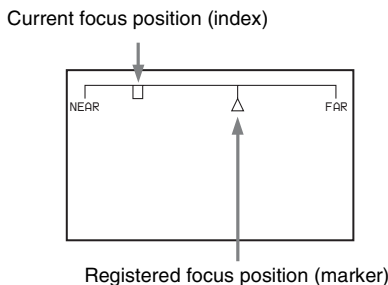 Current focus position (index)
NEAR FAR
Registered focus position (marker)